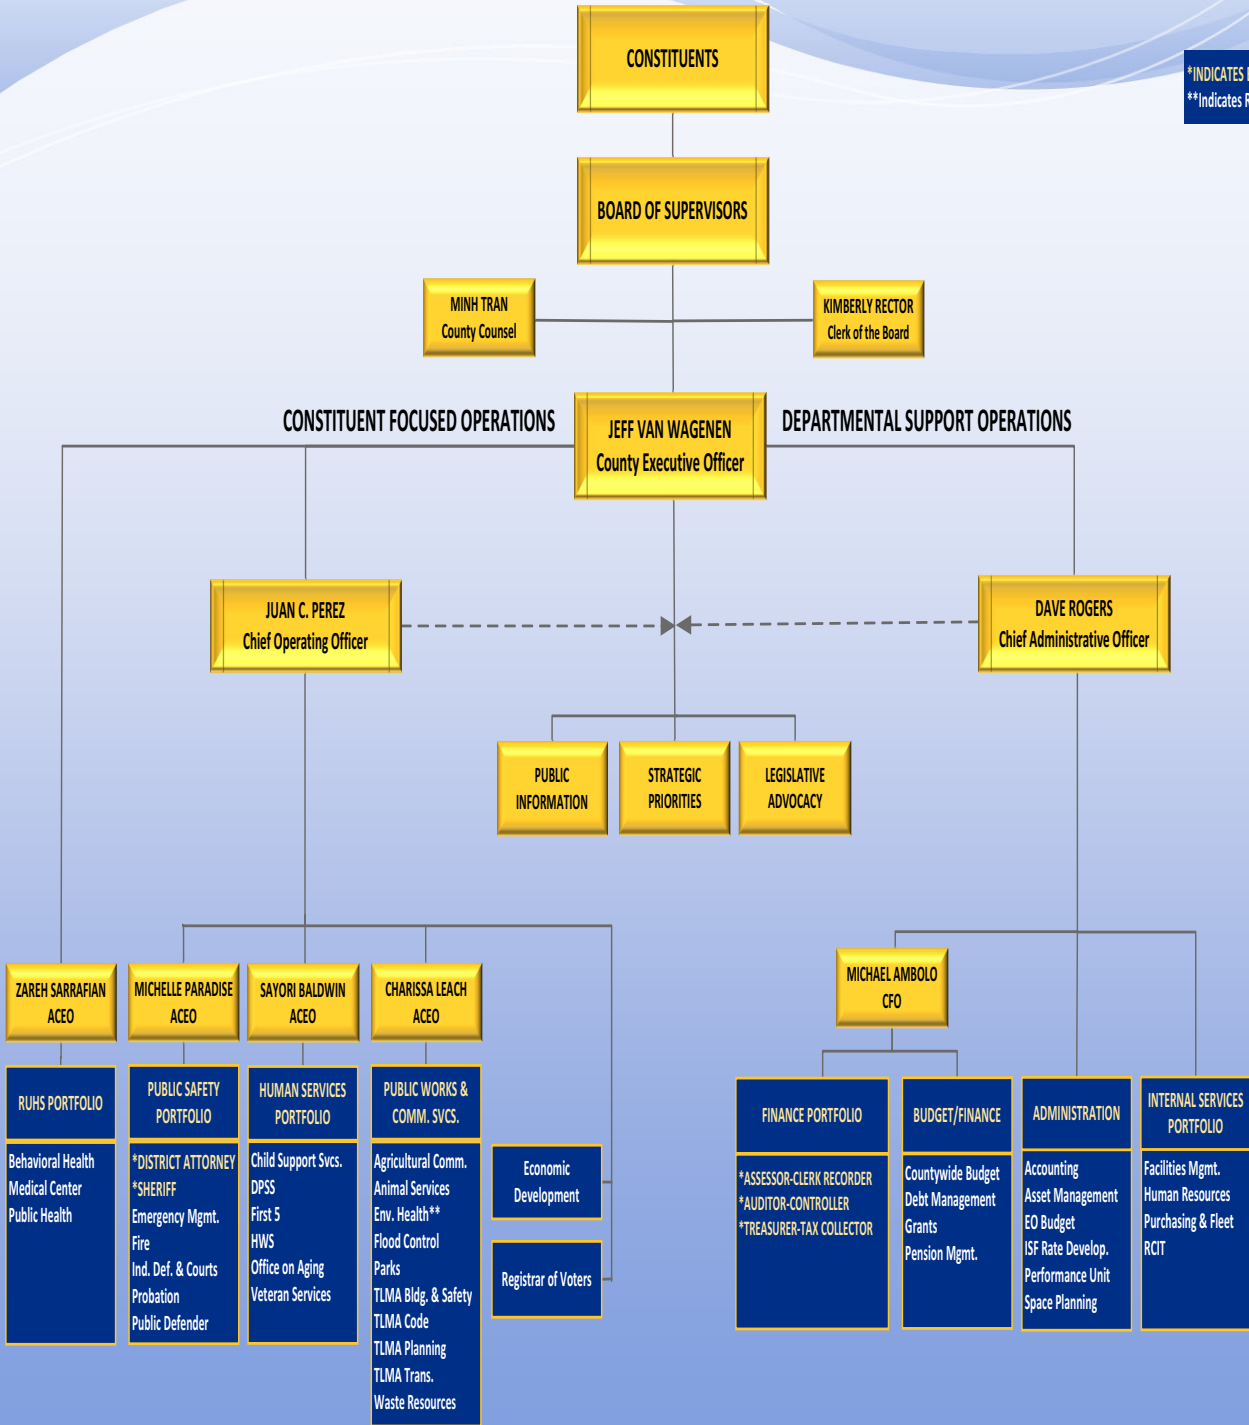 CONSTITUENTS
*INDICATES
**Indicates
BOARD OF SUPERVISORS
MINH TRAN
County Counsel
KIMBERLY RECTOR
Clerk of the Board
CONSTITUENT FOCUSED OPERATIONS
JEFF VAN WAGENEN
County Executive Officer
DEPARTMENTAL SUPPORT OPERATIONS
JUAN C. PEREZ
Chief Operating Officer
DAVE ROGERS
Chief Administrative Officer
PUBLIC
INFORMATION
STRATEGIC
PRIORITIES
LEGISLATIVE
ADVOCACY
ZAREH SARRAFIAN
ACEO
MICHELLE PARADISE
ACEO
SAYORI BALDWIN
ACEO
CHARISSA LEACH
ACEO
MICHAEL AMBOLO
CFO
RUHS PORTFOLIO
Behavioral Health
Medical Center
Public Health
PUBLIC SAFETY
PORTFOLIO
*DISTRICT ATTORNEY
*SHERIFF
Emergency Mgmt.
Fire
Ind. Def. & Courts
Probation
Public Defender
HUMAN SERVICES
PORTFOLIO
Child Support Svcs.
DPSS
First 5
HWS
Office on Aging
Veteran Services
PUBLIC WORKS &
COMM. SVCS.
Agricultural Comm.
Animal Services
Env. Health**
Flood Control
Parks
TLMA Bldg. & Safety
TLMA Code
TLMA Planning
TLMA Trans.
Waste Resources
Economic
Development
Registrar of Voters
FINANCE PORTFOLIO
*ASSESSOR-CLERK RECORDER
*AUDITOR-CONTROLLER
*TREASURER-TAX COLLECTOR
BUDGET/FINANCE
Countywide Budget
Debt Management
Grants
Pension Mgmt.
ADMINISTRATION
Accounting
Asset Management
EO Budget
ISF Rate Develop.
Performance Unit
Space Planning
INTERNAL SERVICES
PORTFOLIO
Facilities Mgmt.
Human Resources
Purchasing & Fleet
RCIT